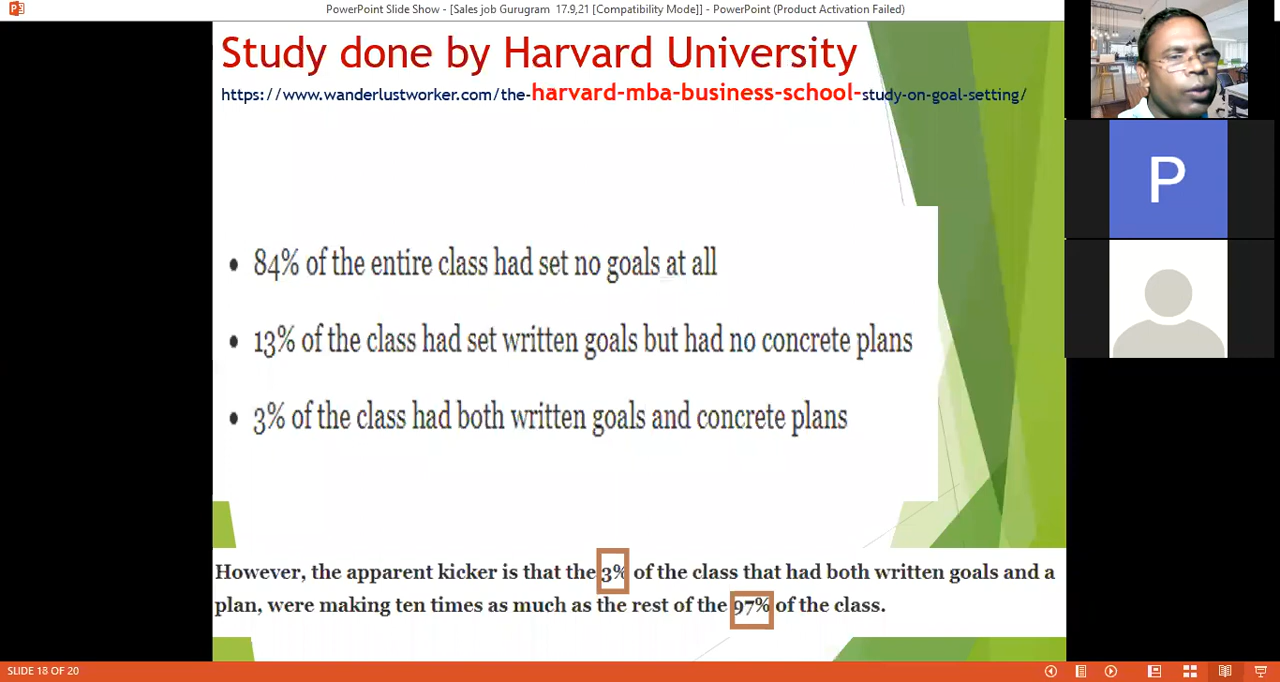 PowerPoint Slide Show - [Sales job Gurugram 17.9,21 [Compatibility Mode]] - PowerPoint (Product Activation Failed)
Study done by Harvard University
https://www.wanderlustworker.com/the-harvard-mba-business-school-study-on-goal-setting/
• 84% of the entire class had set no goals at all
• 13% of the class had set written goals but had no concrete plans
• 3% of the class had both written goals and concrete plans
However, the apparent kicker is that the 3% of the class that had both written goals and a
plan, were making ten times as much as the rest of the 97% of the class.
P
SLIDE 18 OF 20